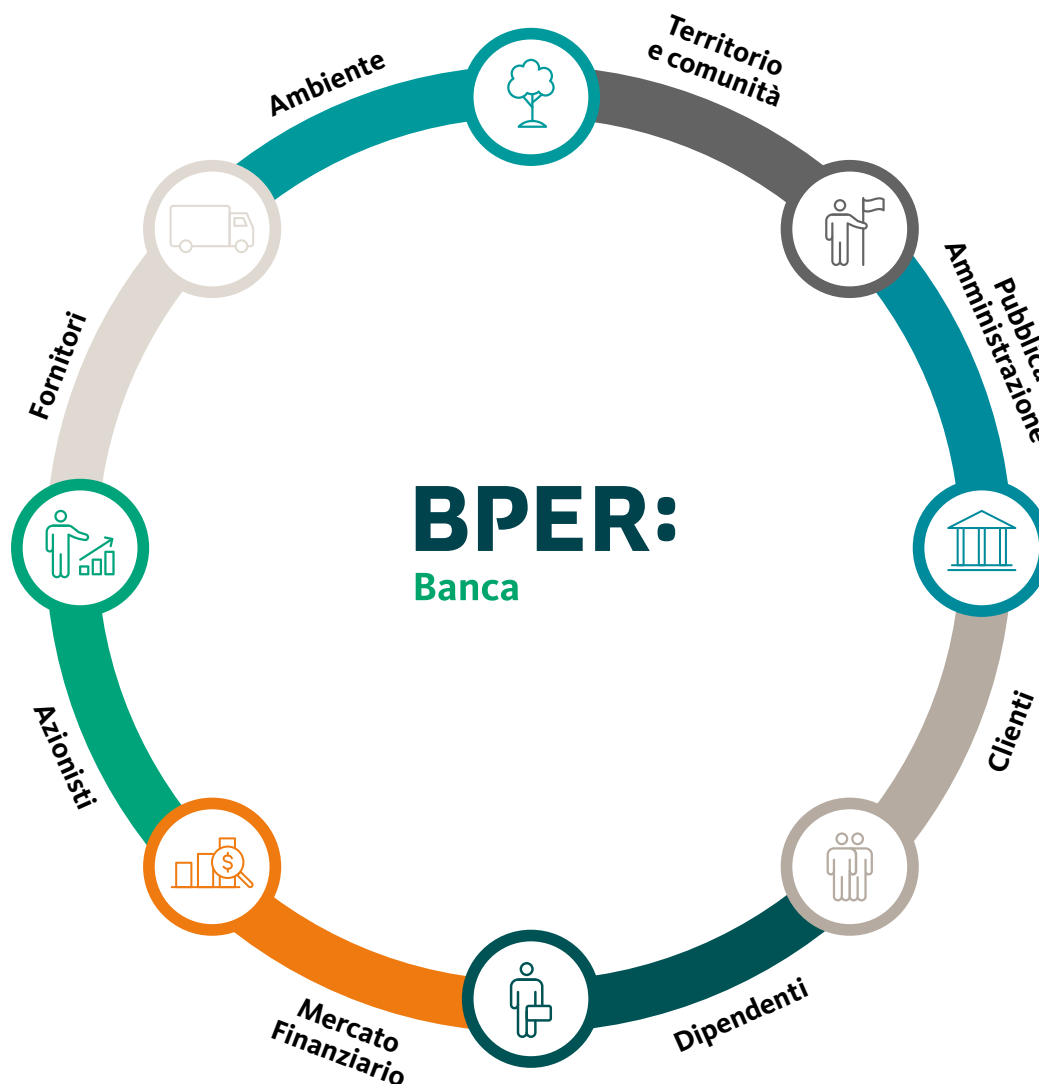 Ambiente
Territorio
e comunità
Pubblica
Amministrazione
Clienti
Dipendenti
Mercato
Finanziario
Azionisti
Fornitori
BPER:
Banca
$